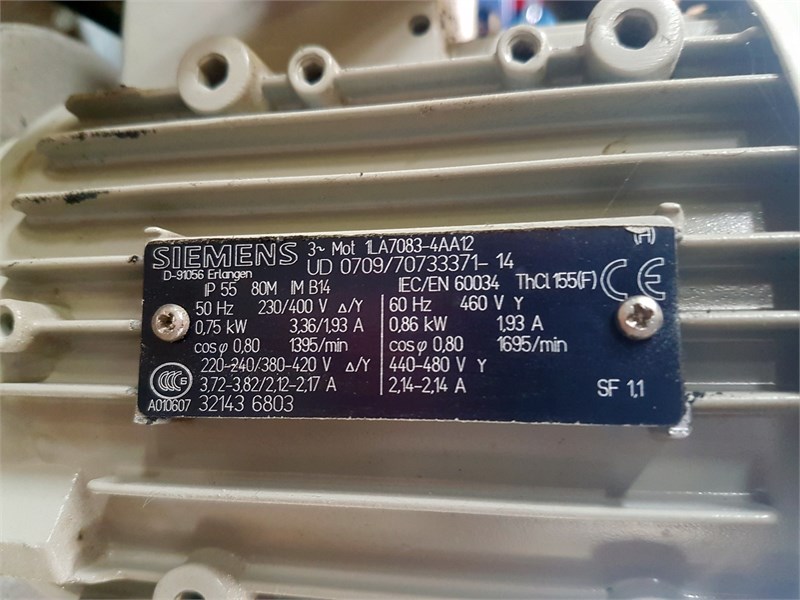 SIEMENS 3~ Mot 1LA7083-4AA12 (H)
D-91056 Erlangen UD 0709/70733371-14
IP 55 80M IM B14 IEC/EN 60034 ThCl.155(F) CE
50 Hz 230/400 V △/Y 60 Hz 460 V Y
0,75 kW 3,36/1,93 A 0,86 kW 1,93 A
cosφ 0,80 1395/min cosφ 0,80 1695/min
220-240/380-420 V △/Y 440-480 V Y
CCC S 3,72-3,82/2,12-2,17 A 2,14-2,14 A SF 1,1
A010607 32143 6803